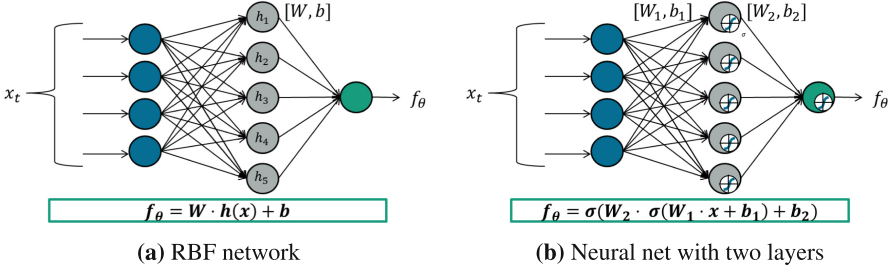 [W, b]
x_t
h_1
h_2
h_3
h_4
h_5
f_θ
f_θ = W · h(x) + b
(a) RBF network
[W_1, b_1]
[W_2, b_2]
σ
x_t
f_θ
f_θ = σ(W_2 · σ(W_1 · x + b_1) + b_2)
(b) Neural net with two layers